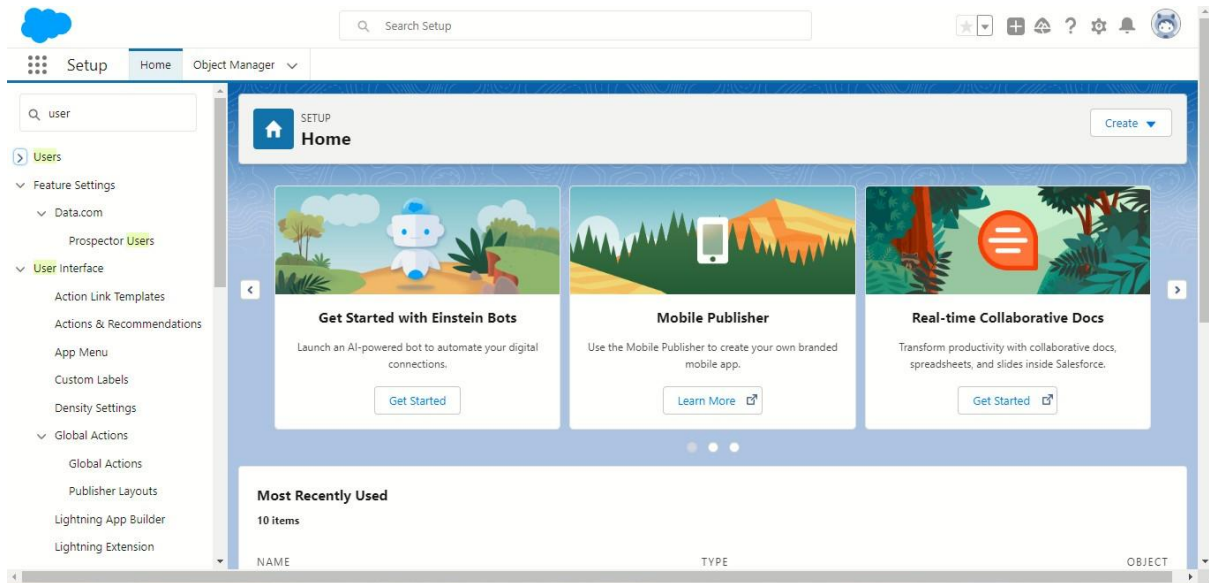 Search Setup
Setup
Home
Object Manager
user
Users
Feature Settings
Data.com
Prospector Users
User Interface
Action Link Templates
Actions & Recommendations
App Menu
Custom Labels
Density Settings
Global Actions
Global Actions
Publisher Layouts
Lightning App Builder
Lightning Extension
SETUP
Home
Create
Get Started with Einstein Bots
Launch an AI-powered bot to automate your digital
connections.
Get Started
Mobile Publisher
Use the Mobile Publisher to create your own branded
mobile app.
Learn More
Real-time Collaborative Docs
Transform productivity with collaborative docs,
spreadsheets, and slides inside Salesforce.
Get Started
Most Recently Used
10 items
NAME TYPE OBJECT